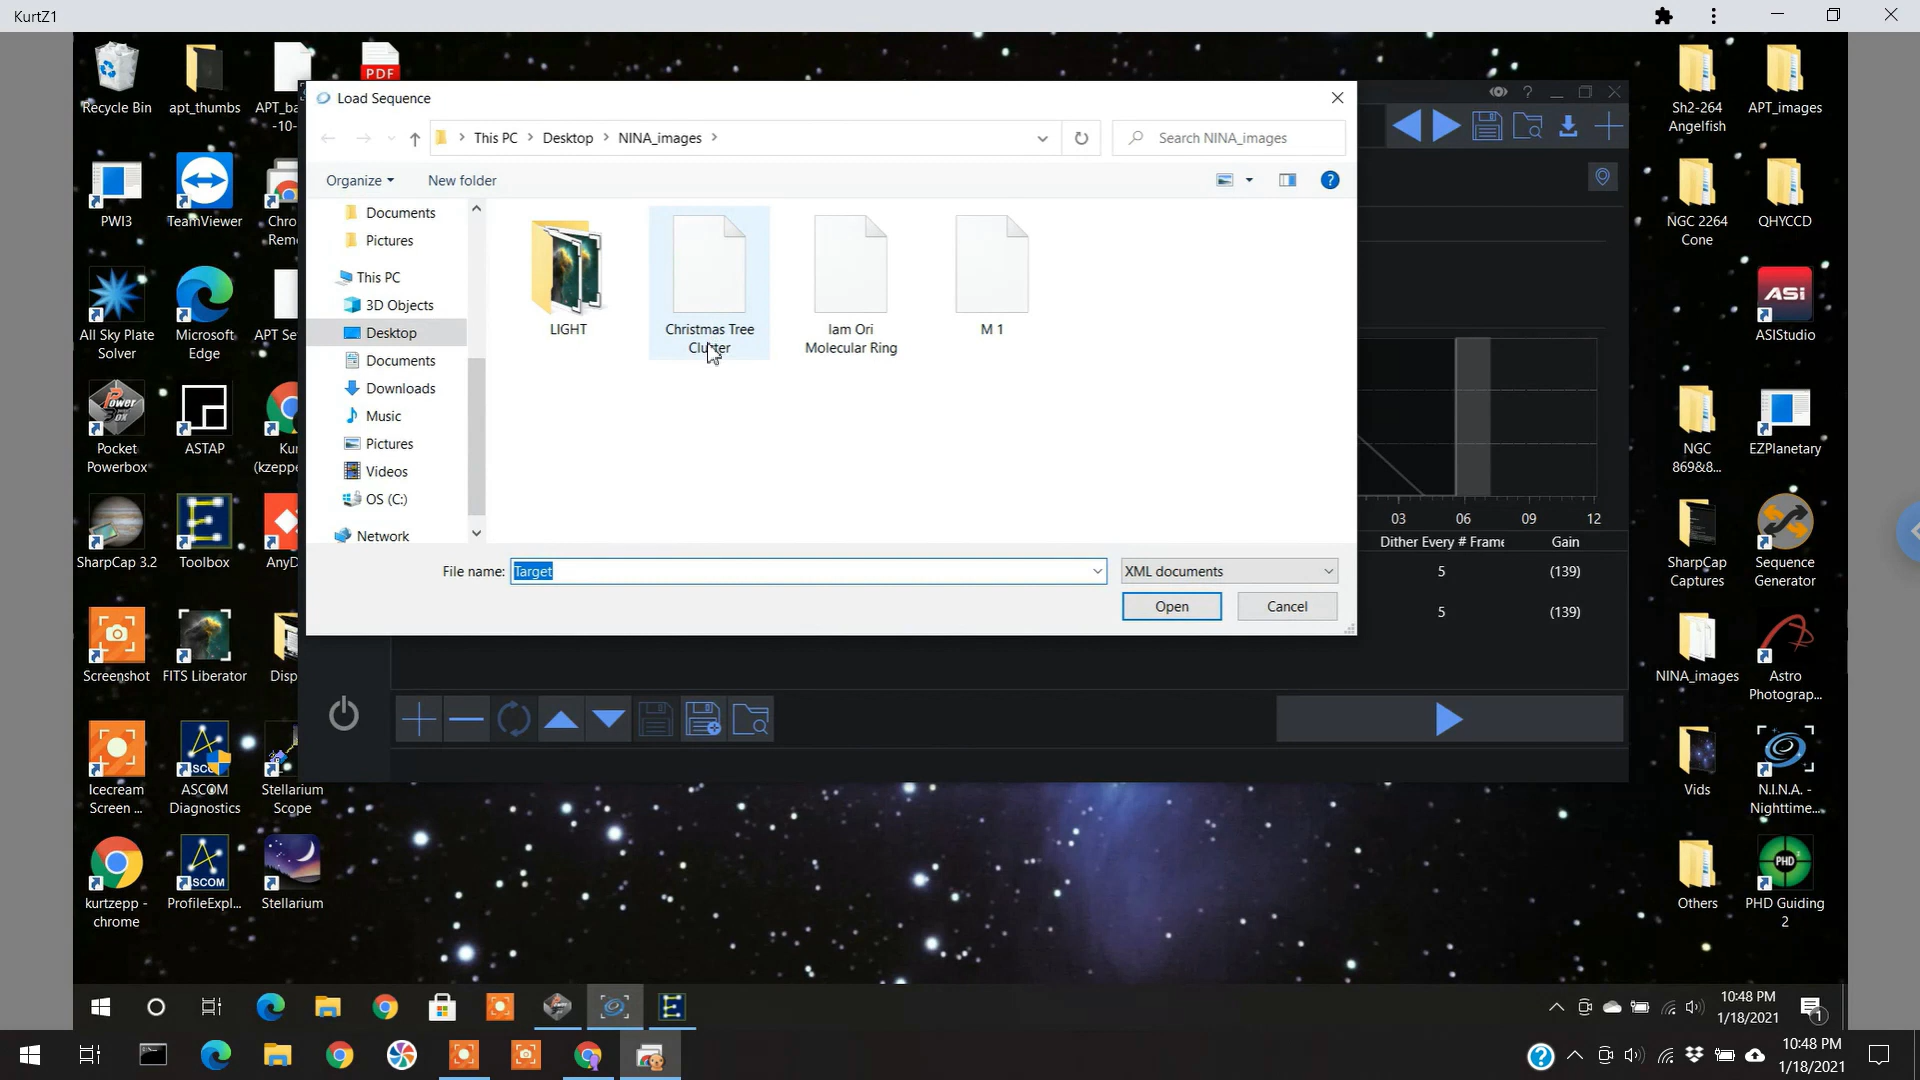 KurtZ1
Recycle Bin
apt_thumbs
APT_ba
-10-
PDF
PWI3
TeamViewer
Chro
Rem
All Sky Plate
Solver
Microsoft
Edge
APT Se
Pocket
Powerbox
ASTAP
Kur
(kzeppe
SharpCap 3.2
Toolbox
AnyD
Screenshot
FITS Liberator
Disp
Icecream
Screen ...
ASCOM
Diagnostics
Stellarium
Scope
kurtzepp -
chrome
ProfileExpl...
Stellarium
Load Sequence
This PC
Desktop
NINA_images
Search NINA_images
Organize
New folder
?
Documents
Pictures
This PC
3D Objects
Desktop
Documents
Downloads
Music
Pictures
Videos
OS (C:)
Network
LIGHT
Christmas Tree
Cluster
Iam Ori
Molecular Ring
M 1
File name:
Target
XML documents
Open
Cancel
?
03
06
09
12
Dither Every # Frame
Gain
5
(139)
5
(139)
Sh2-264
Angelfish
APT_images
NGC 2264
Cone
QHYCCD
ASi
ASIStudio
NGC
869&8...
EZPlanetary
SharpCap
Captures
Sequence
Generator
NINA_images
Astro
Photograp...
Vids
N.I.N.A. -
Nighttime...
Others
PHD
PHD Guiding
2
10:48 PM
1/18/2021
1
10:48 PM
1/18/2021